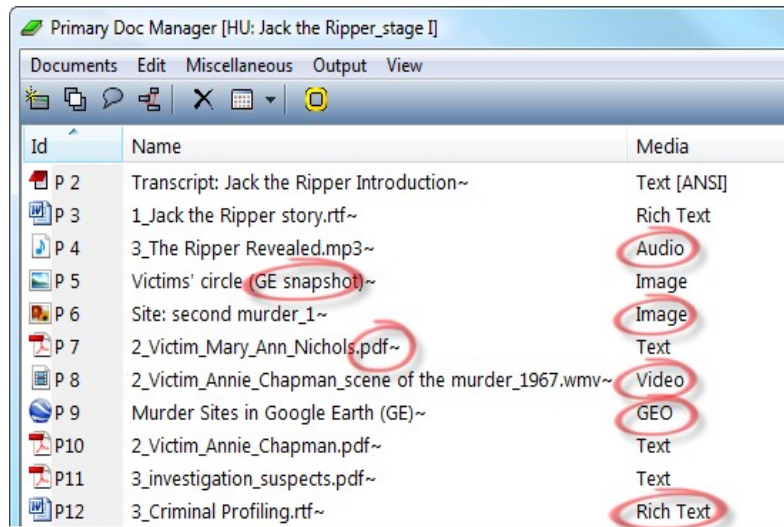 Primary Doc Manager [HU: Jack the Ripper_stage I]
Documents Edit Miscellaneous Output View
Id Name Media
P 2 Transcript: Jack the Ripper Introduction~ Text [ANSI]
P 3 1_Jack the Ripper story.rtf~ Rich Text
P 4 3_The Ripper Revealed.mp3~ Audio
P 5 Victims' circle (GE snapshot)~ Image
P 6 Site: second murder_1~ Image
P 7 2_Victim_Mary_Ann_Nichols.pdf~ Text
P 8 2_Victim_Annie_Chapman_scene of the murder_1967.wmv~ Video
P 9 Murder Sites in Google Earth (GE)~ GEO
P10 2_Victim_Annie_Chapman.pdf~ Text
P11 3_investigation_suspects.pdf~ Text
P12 3_Criminal Profiling.rtf~ Rich Text